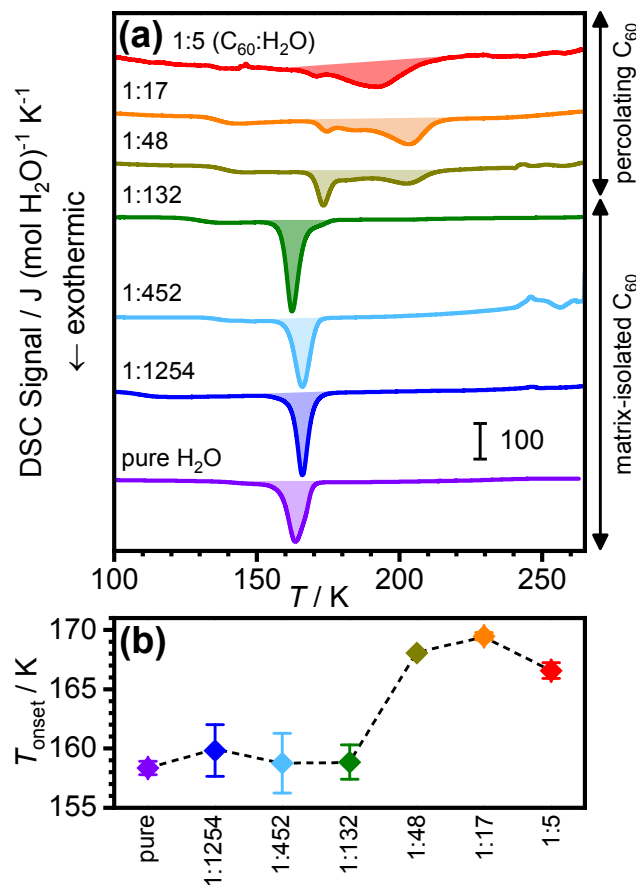 (a)
1:5 (C₆₀:H₂O)
1:17
1:48
1:132
1:452
1:1254
pure H₂O
100
DSC Signal / J (mol H₂O)⁻¹ K⁻¹
← exothermic
percolating C₆₀
matrix-isolated C₆₀
100 150 200 250
T / K
(b)
170
165
160
155
T onset / K
pure 1:1254 1:452 1:132 1:48 1:17 1:5